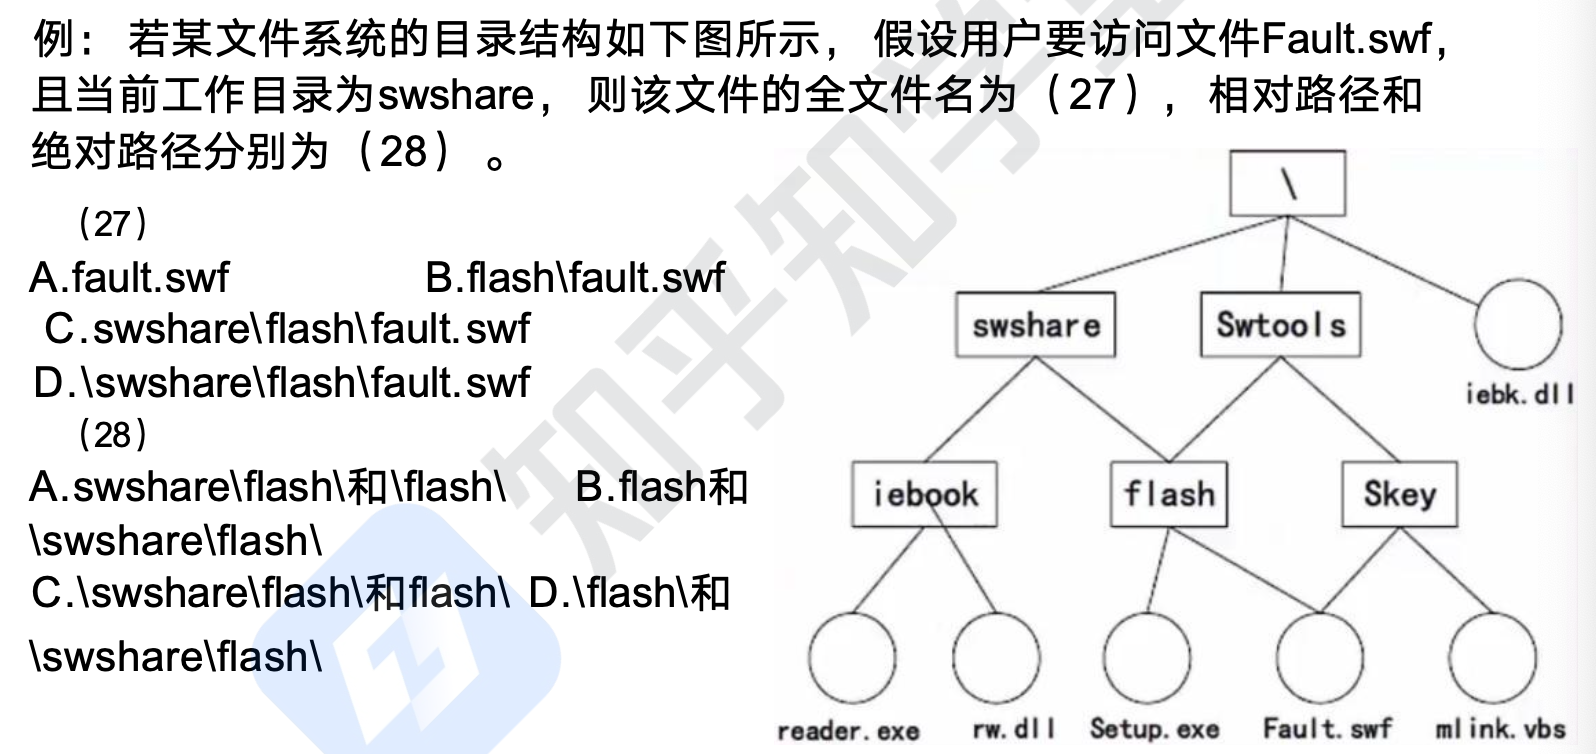 例： 若某文件系统的目录结构如下图所示， 假设用户要访问文件Fault.swf，
且当前工作目录为swshare， 则该文件的全文件名为（27），相对路径和
绝对路径分别为（28） 。
（27）
A.fault.swf B.flash\fault.swf
C.swshare\flash\fault.swf
D.\swshare\flash\fault.swf
（28）
A.swshare\flash\和\flash\ B.flash和
\swshare\flash\
C.\swshare\flash\和flash\ D.\flash\和
\swshare\flash\
\
swshare Swtools
iebk.dll
iebook flash Skey
reader.exe rw.dll Setup.exe Fault.swf mlink.vbs
知乎知学堂